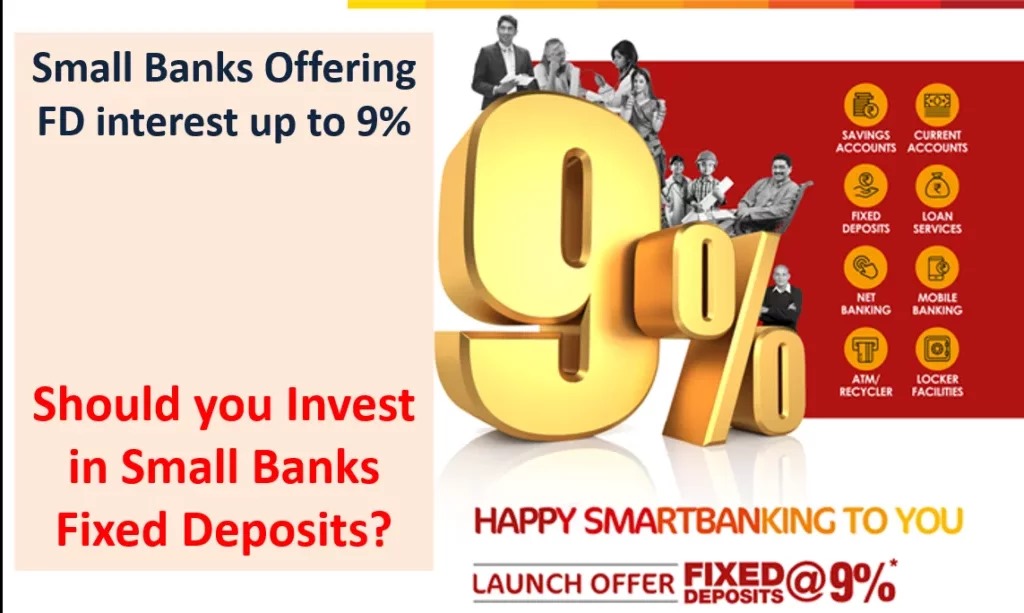 Small Banks Offering
FD interest up to 9%
Should you Invest
in Small Banks
Fixed Deposits?
9%
SAVINGS
ACCOUNTS
CURRENT
ACCOUNTS
FIXED
DEPOSITS
LOAN
SERVICES
NET
BANKING
MOBILE
BANKING
ATM/
RECYCLER
LOCKER
FACILITIES
HAPPY SMARTBANKING TO YOU
LAUNCH OFFER FIXED DEPOSITS @9%*